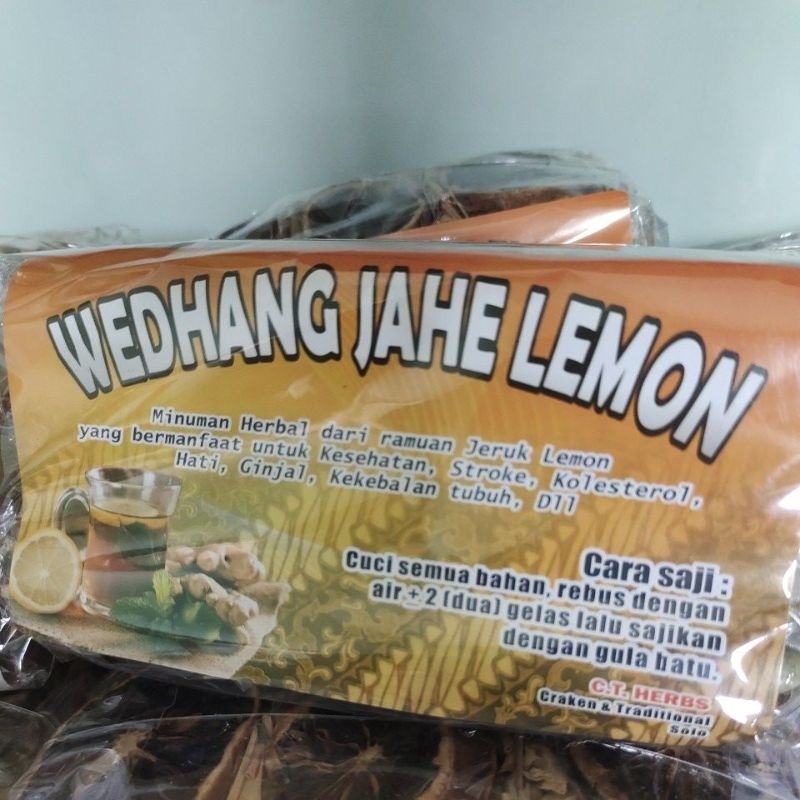 WEDHANG JAHE LEMON
Minuman Herbal dari ramuan Jeruk Lemon
yang bermanfaat untuk Kesehatan, Stroke, Kolesterol,
Hati, Ginjal, Kekebalan tubuh, Dll
Cara saji :
Cuci semua bahan, rebus dengan
air ± 2 (dua) gelas lalu sajikan
dengan gula batu.
C.T. HERBS
Craken & Traditional
Solo